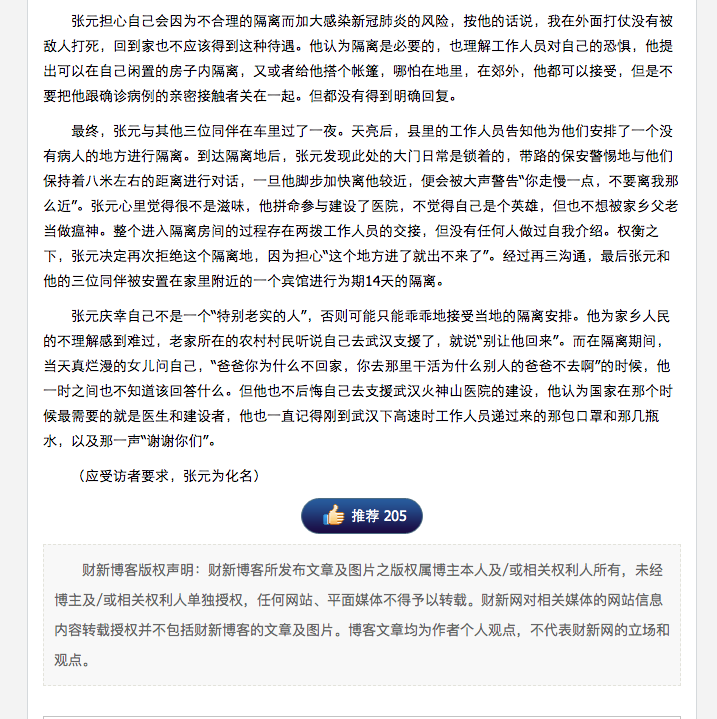 张元担心自己会因为不合理的隔离而加大感染新冠肺炎的风险，按他的话说，我在外面打仗没有被
敌人打死，回到家也不应该得到这种待遇。他认为隔离是必要的，也理解工作人员对自己的恐惧，他提
出可以在自己闲置的房子内隔离，又或者给他搭个帐篷，哪怕在地里，在郊外，他都可以接受，但是不
要把他跟确诊病例的亲密接触者关在一起。但都没有得到明确回复。
最终，张元与其他三位同伴在车里过了一夜。天亮后，县里的工作人员告知他为他们安排了一个没
有病人的地方进行隔离。到达隔离地后，张元发现此处的大门日常是锁着的，带路的保安警惕地与他们
保持着八米左右的距离进行对话，一旦他脚步加快离他较近，便会被大声警告“你走慢一点，不要离我那
么近”。张元心里觉得很不是滋味，他拼命参与建设了医院，不觉得自己是个英雄，但也不想被家乡父老
当做瘟神。整个进入隔离房间的过程存在两拨工作人员的交接，但没有任何人做过自我介绍。权衡之
下，张元决定再次拒绝这个隔离地，因为担心“这个地方进了就出不来了”。经过再三沟通，最后张元和
他的三位同伴被安置在家里附近的一个宾馆进行为期14天的隔离。
张元庆幸自己不是一个“特别老实的人”，否则可能只能乖乖地接受当地的隔离安排。他为家乡人民
的不理解感到难过，老家所在的农村村民听说自己去武汉支援了，就说“别让他回来”。而在隔离期间，
当天真烂漫的女儿问自己，“爸爸你为什么不回家，你去那里干活为什么别人的爸爸不去啊”的时候，他
一时之间也不知道该回答什么。但他也不后悔自己去支援武汉火神山医院的建设，他认为国家在那个时
候最需要的就是医生和建设者，他也一直记得刚到武汉下高速时工作人员递过来的那包口罩和那几瓶
水，以及那一声“谢谢你们”。
（应受访者要求，张元为化名）
推荐 205
财新博客版权声明：财新博客所发布文章及图片之版权属博主本人及/或相关权利人所有，未经
博主及/或相关权利人单独授权，任何网站、平面媒体不得予以转载。财新网对相关媒体的网站信息
内容转载授权并不包括财新博客的文章及图片。博客文章均为作者个人观点，不代表财新网的立场和
观点。